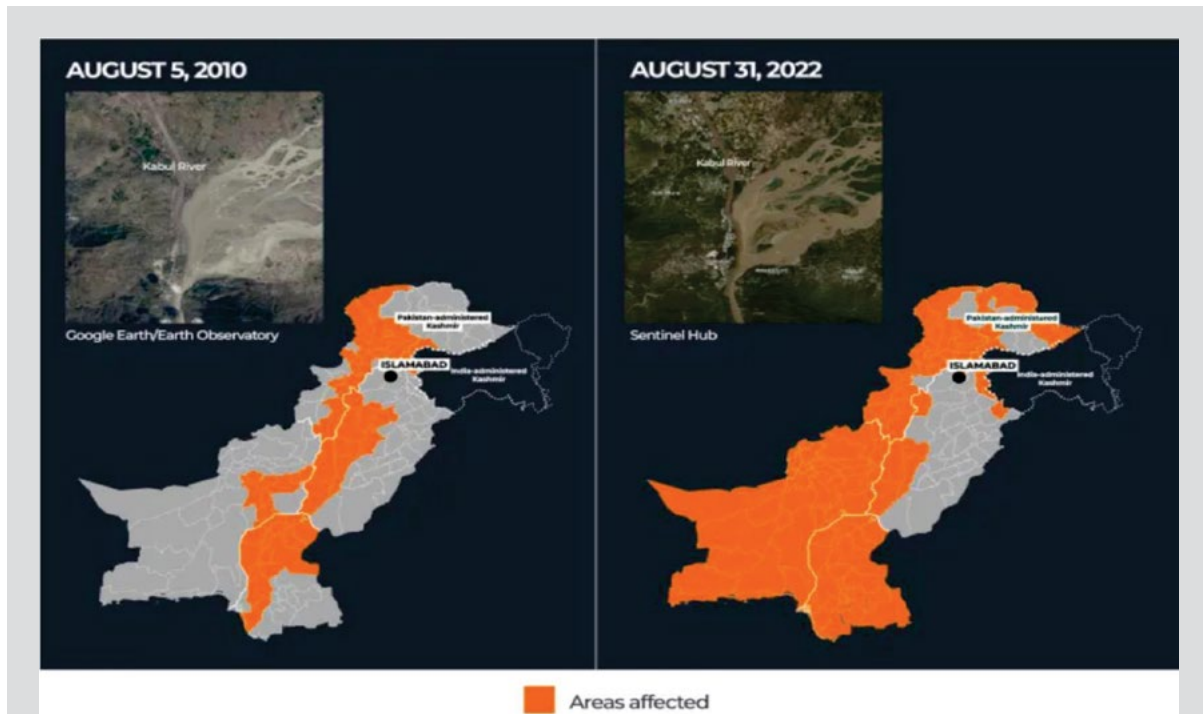 AUGUST 5, 2010
Kabul River
Google Earth/Earth Observatory
Pakistan-administered
Kashmir
ISLAMABAD
India-administered
Kashmir
AUGUST 31, 2022
Kabul River
Sentinel Hub
Pakistan-administered
Kashmir
ISLAMABAD
India-administered
Kashmir
Areas affected